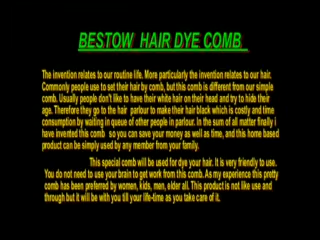 BESTOW HAIR DYE COMB
The invention relates to our routine life. More particularly the invention relates to our hair.
Commonly people use to set their hair by comb, but this comb is different from our simple
comb. Usually people don't like to have their white hair on their head and try to hide their
age. Therefore they go to the hair parlour to make their hair black which is costly and time
consumption by waiting in queue of other people in parlour. In the sum of all matter finally i
have invented this comb so you can save your money as well as time, and this home based
product can be simply used by any member from your family.
This special comb will be used for dye your hair. It is very friendly to use.
You do not need to use your brain to get work from this comb. As my experience this pretty
comb has been preferred by women, kids, men, elder all. This product is not like use and
through but it will be with you till your life-time as you take care of it.